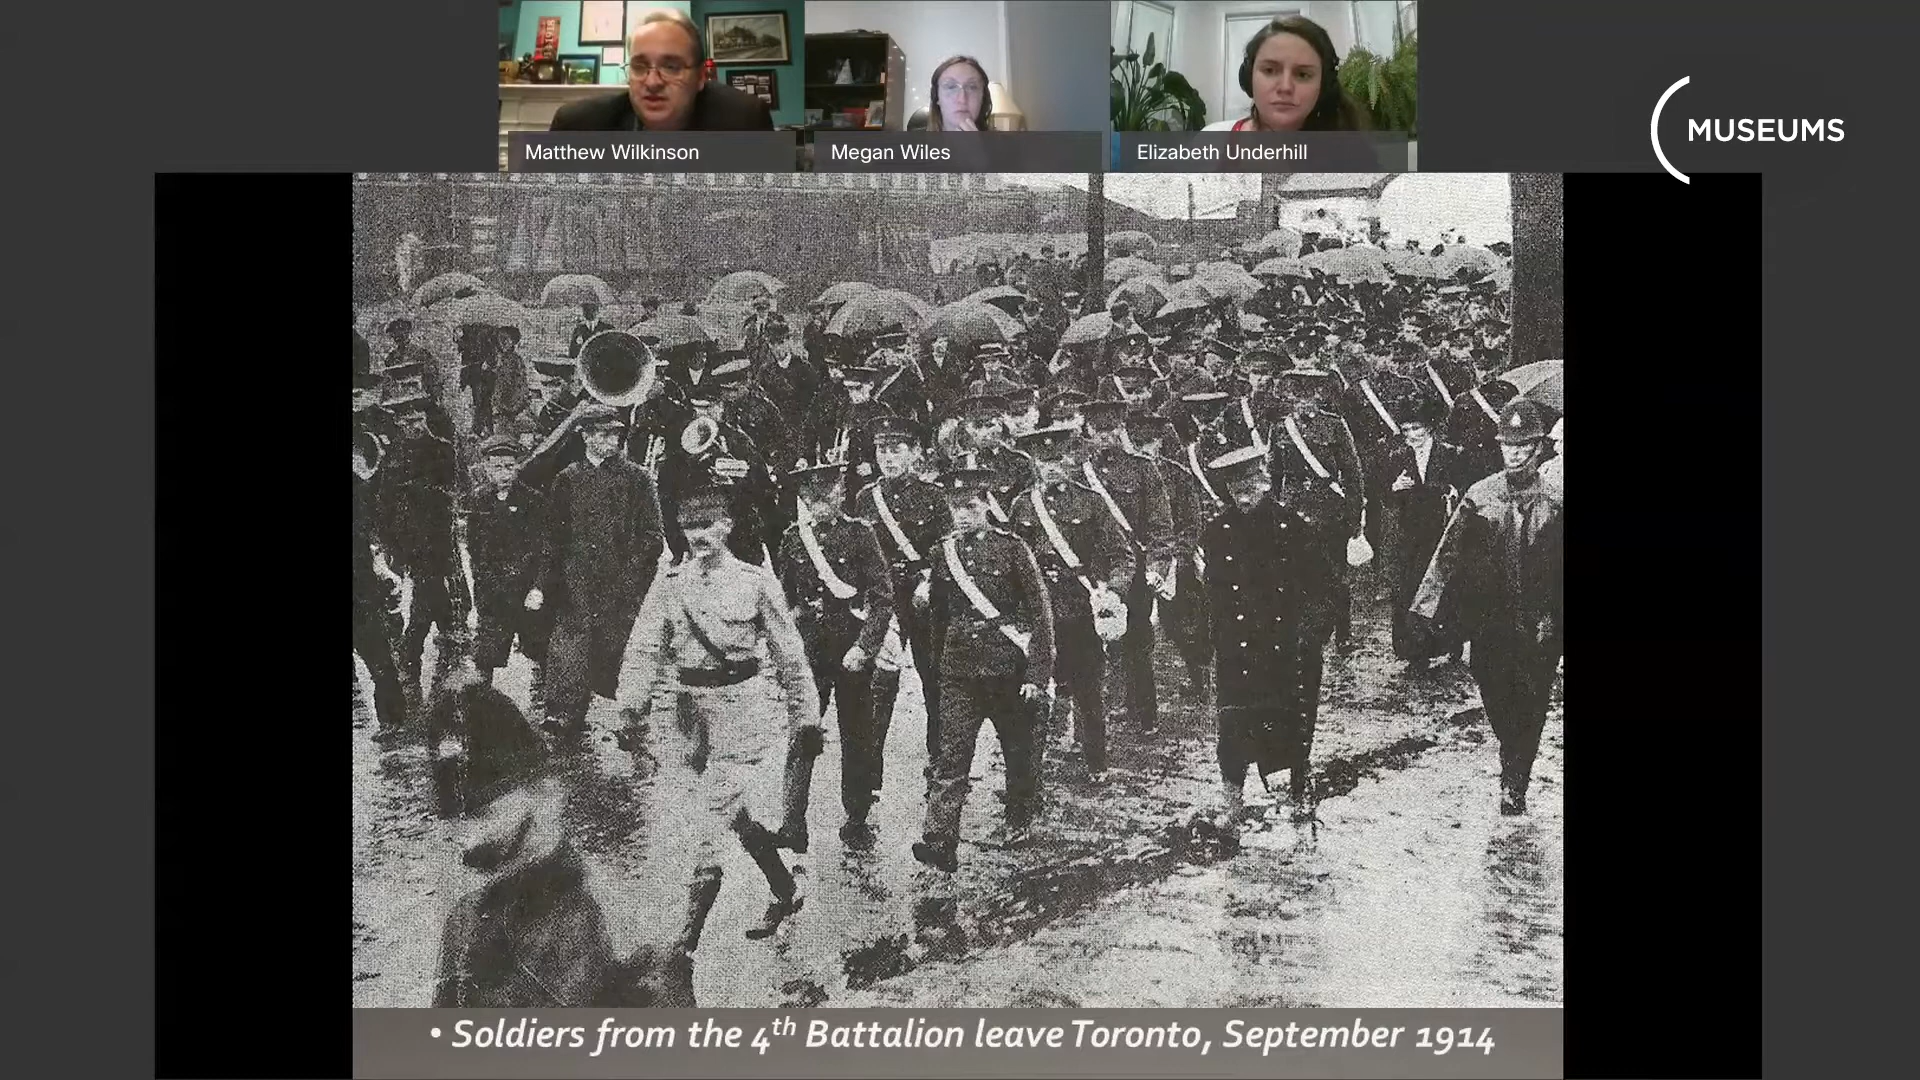 Matthew Wilkinson
Megan Wiles
Elizabeth Underhill
MUSEUMS
• Soldiers from the 4th Battalion leave Toronto, September 1914